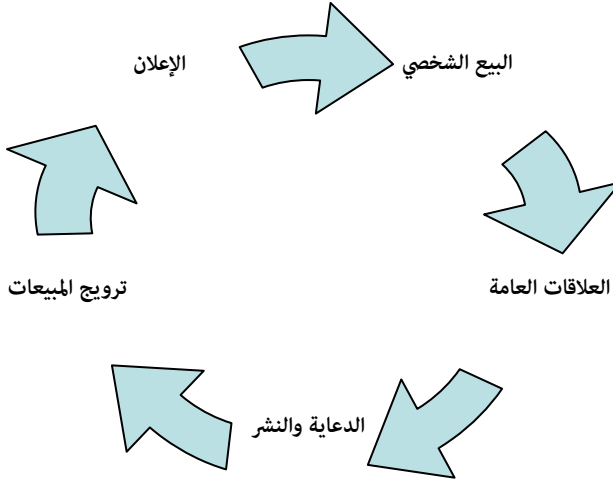 الإعلان
البيع الشخصي
العلاقات العامة
الدعاية والنشر
ترويج المبيعات